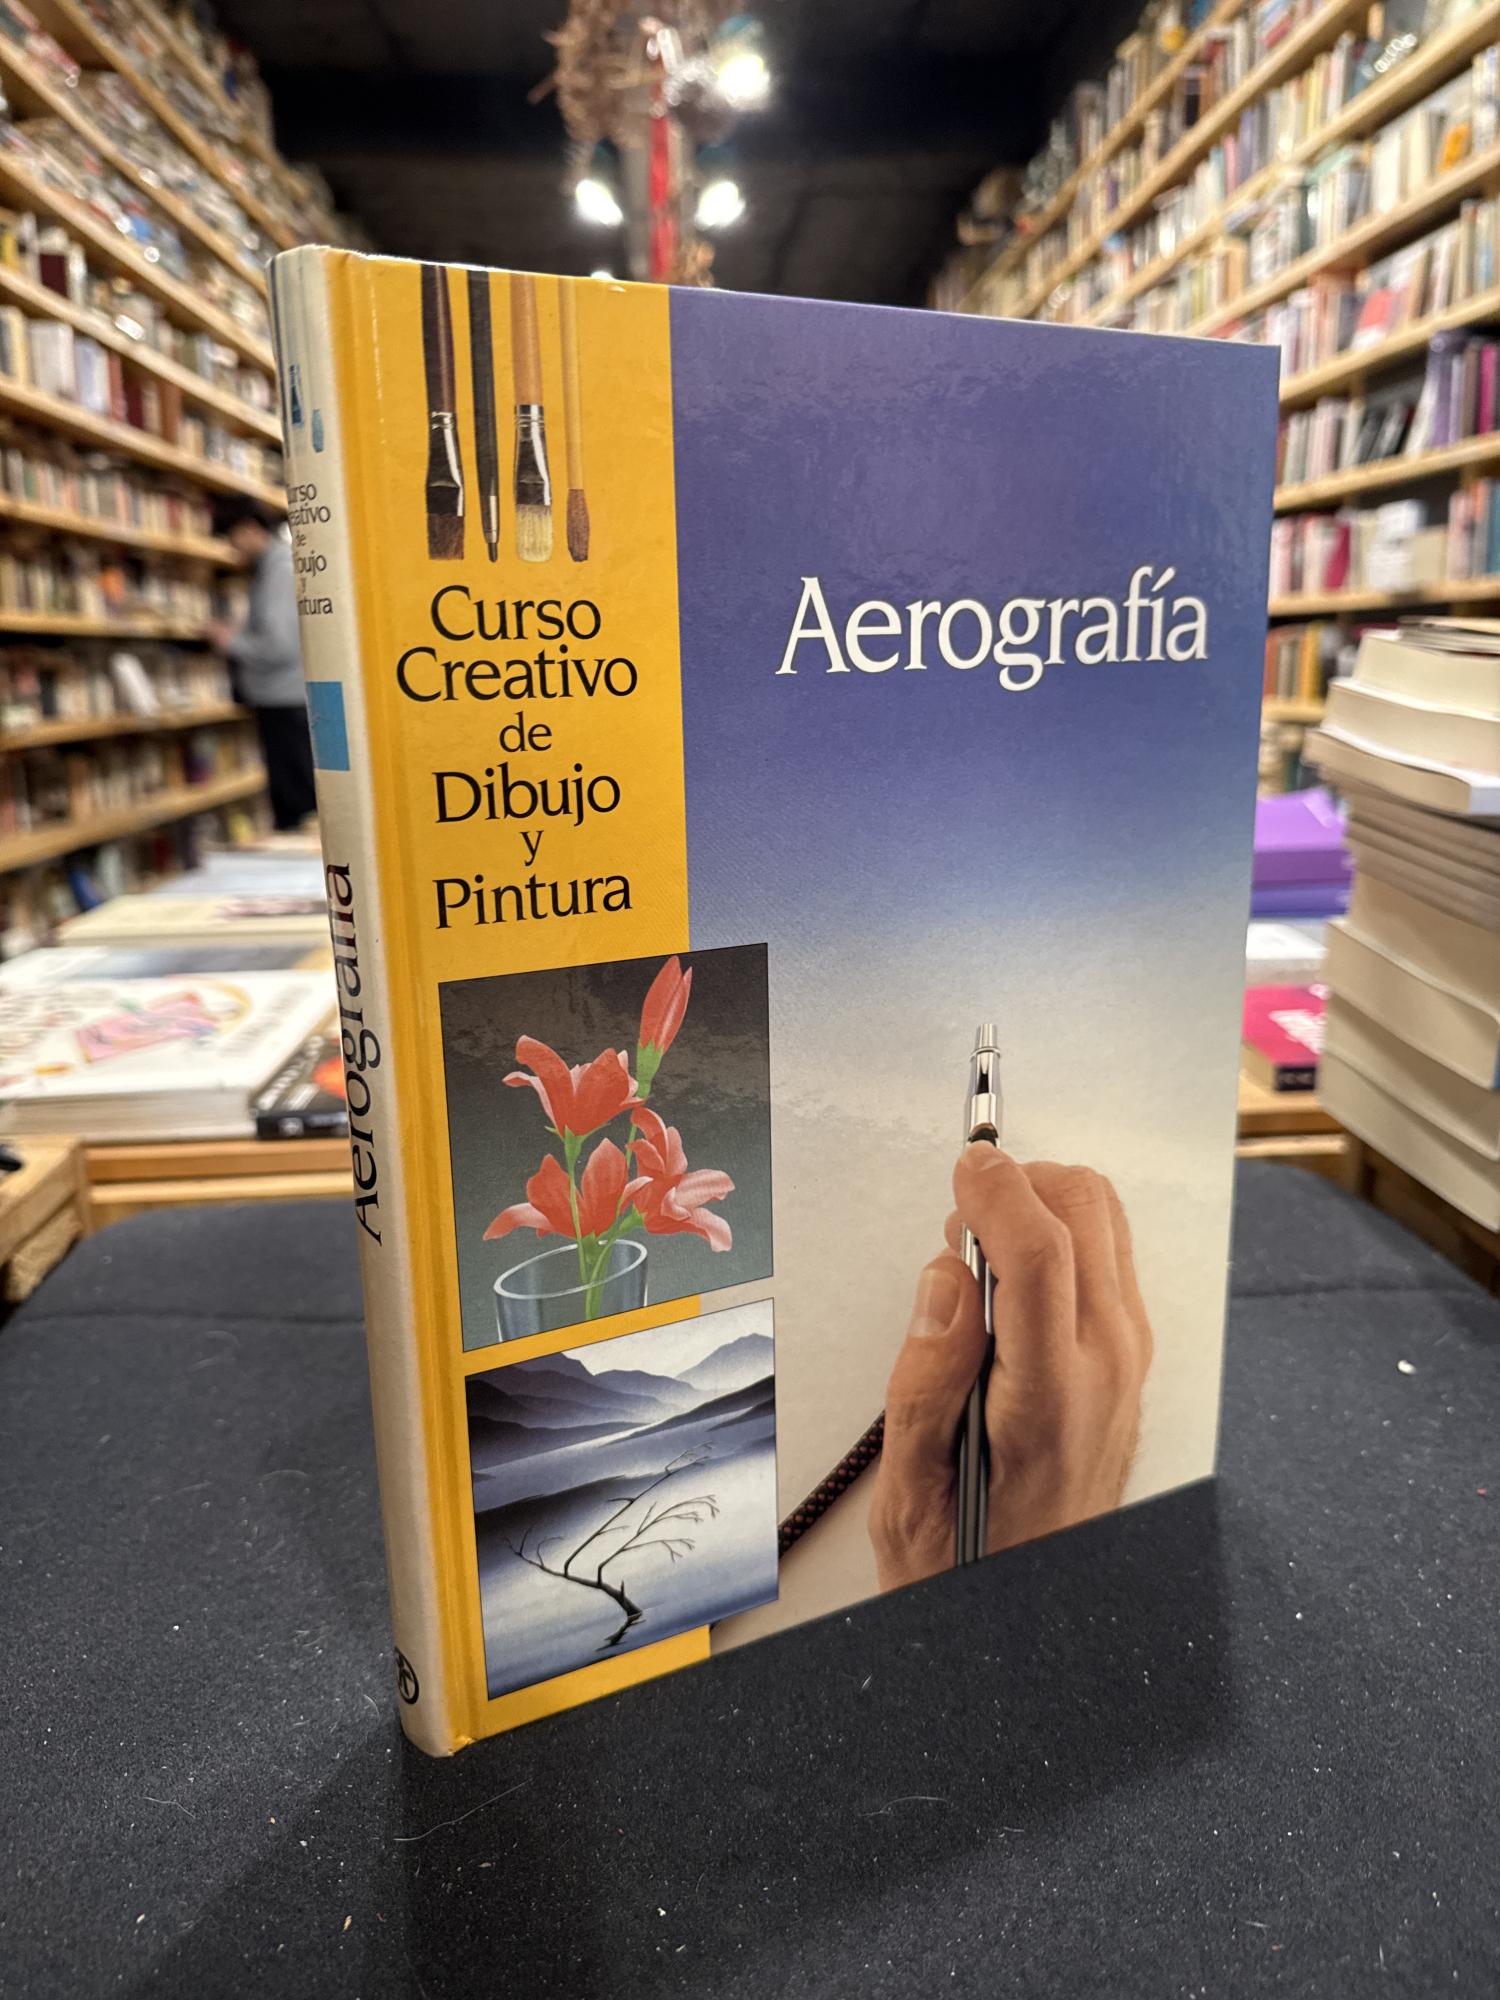 Curso
Creativo
de
Dibujo
y
Pintura
Aerografía
Aerografía